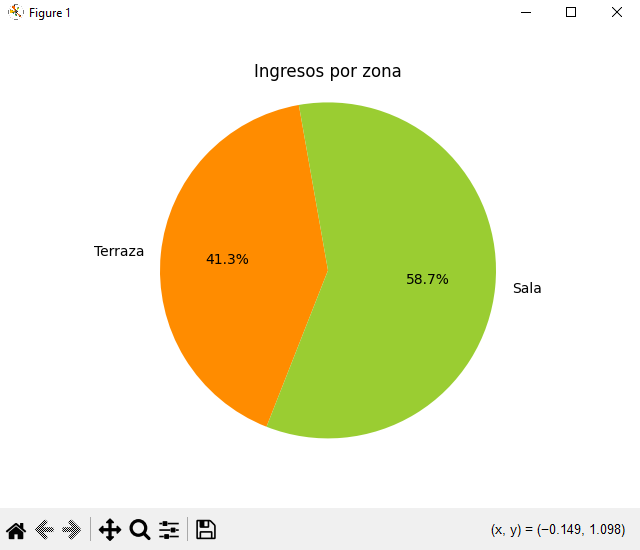 Figure 1
Ingresos por zona
Terraza
41.3%
58.7%
Sala
(x, y) = (−0.149, 1.098)